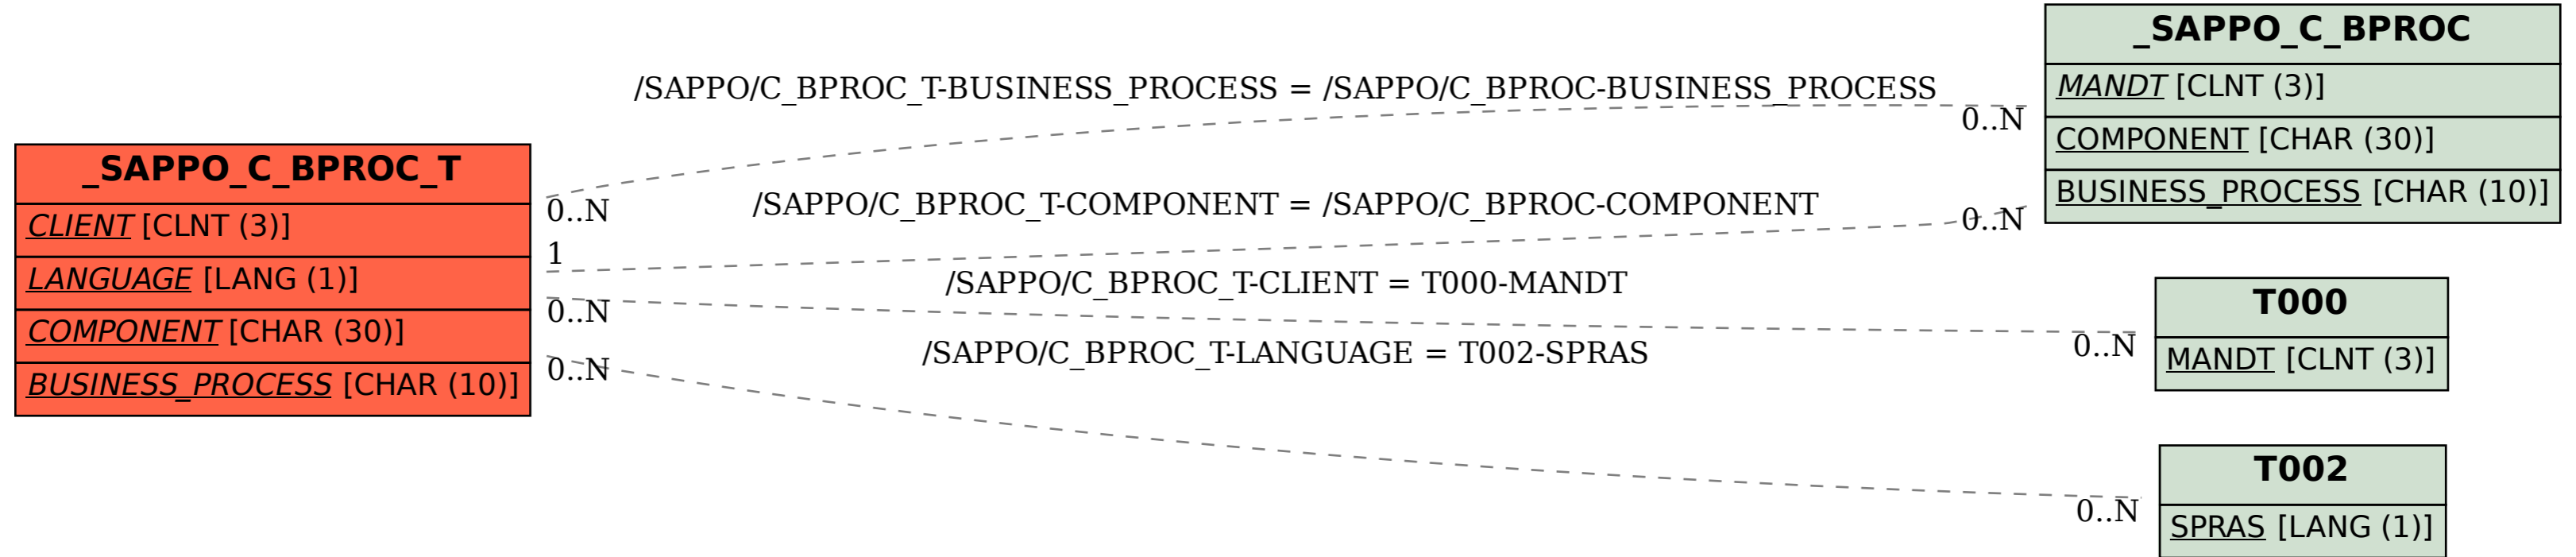 _SAPPO_C_BPROC_T
CLIENT [CLNT (3)]
LANGUAGE [LANG (1)]
COMPONENT [CHAR (30)]
BUSINESS_PROCESS [CHAR (10)]
/SAPPO/C_BPROC_T-BUSINESS_PROCESS = /SAPPO/C_BPROC-BUSINESS_PROCESS
0..N
0..N
/SAPPO/C_BPROC_T-COMPONENT = /SAPPO/C_BPROC-COMPONENT
1
0..N
/SAPPO/C_BPROC_T-CLIENT = T000-MANDT
0..N
0..N
/SAPPO/C_BPROC_T-LANGUAGE = T002-SPRAS
0..N
0..N
_SAPPO_C_BPROC
MANDT [CLNT (3)]
COMPONENT [CHAR (30)]
BUSINESS_PROCESS [CHAR (10)]
T000
MANDT [CLNT (3)]
T002
SPRAS [LANG (1)]